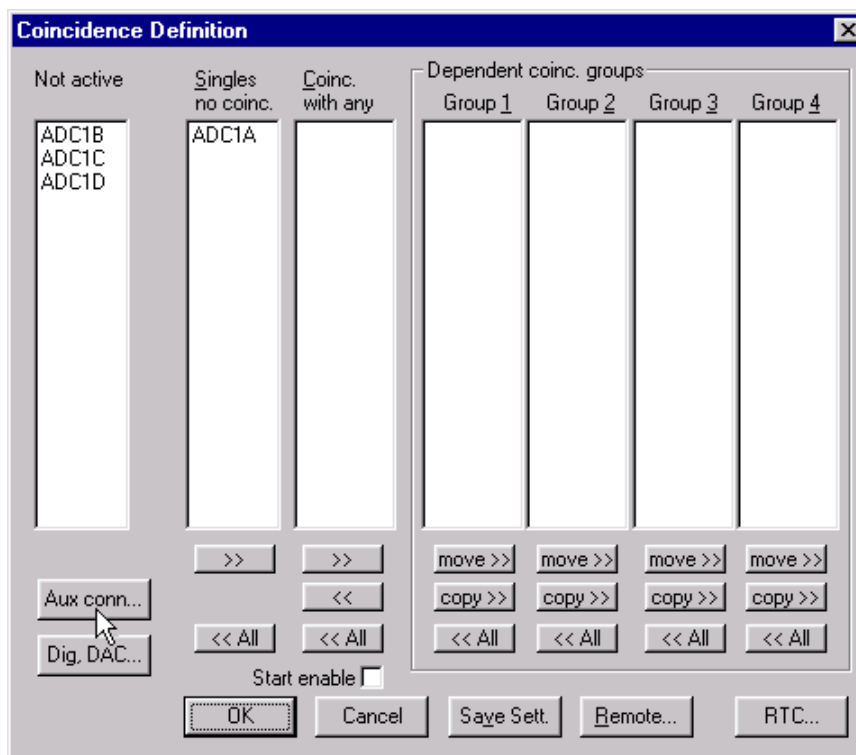 Coincidence Definition
Not active
Singles
no coinc.
Coinc.
with any
Dependent coinc. groups
Group 1
Group 2
Group 3
Group 4
ADC1B
ADC1C
ADC1D
ADC1A
>>
>>
move >>
move >>
move >>
move >>
Aux conn...
<<
copy >>
copy >>
copy >>
copy >>
<< All
<< All
<< All
<< All
<< All
<< All
Dig, DAC...
Start enable
OK
Cancel
Save Sett.
Remote...
RTC...